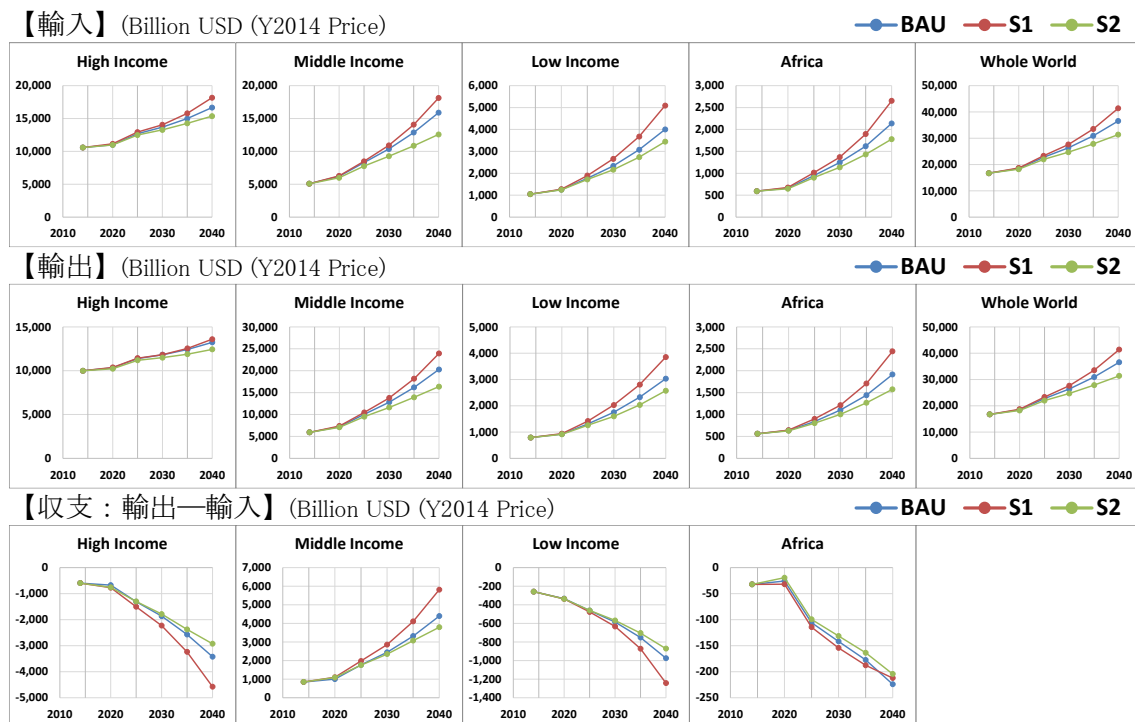 【輸入】(Billion USD (Y2014 Price)
BAU S1 S2
High Income Middle Income Low Income Africa Whole World
20,000 20,000 6,000 3,000 50,000
15,000 15,000 5,000 2,500 40,000
10,000 10,000 4,000 2,000 30,000
5,000 5,000 3,000 1,500 20,000
0 0 2,000 1,000 10,000
1,000 500 0
0 0
2010 2020 2030 2040 2010 2020 2030 2040 2010 2020 2030 2040 2010 2020 2030 2040 2010 2020 2030 2040
【輸出】(Billion USD (Y2014 Price)
BAU S1 S2
High Income Middle Income Low Income Africa Whole World
15,000 30,000 5,000 3,000 50,000
10,000 25,000 4,000 2,500 40,000
5,000 20,000 3,000 2,000 30,000
0 15,000 2,000 1,500 20,000
10,000 1,000 1,000 10,000
5,000 0 500 0
0 0
2010 2020 2030 2040 2010 2020 2030 2040 2010 2020 2030 2040 2010 2020 2030 2040 2010 2020 2030 2040
【収支：輸出―輸入】(Billion USD (Y2014 Price)
BAU S1 S2
High Income Middle Income Low Income Africa
0 7,000 0 0
-1,000 6,000 -200 -50
-2,000 5,000 -400 -100
-3,000 4,000 -600 -150
-4,000 3,000 -800 -200
-5,000 2,000 -1,000 -250
1,000 -1,200
0 -1,400
2010 2020 2030 2040 2010 2020 2030 2040 2010 2020 2030 2040 2010 2020 2030 2040